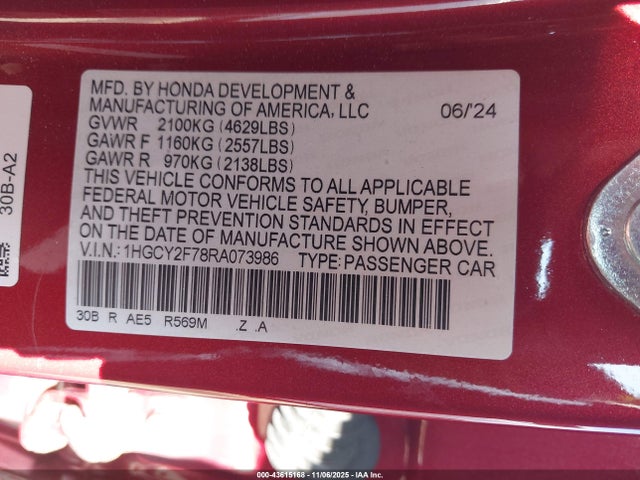 MFD. BY HONDA DEVELOPMENT &
MANUFACTURING OF AMERICA, LLC 06/'24
GVWR 2100KG (4629LBS)
GAWR F 1160KG (2557LBS)
GAWR R 970KG (2138LBS)
THIS VEHICLE CONFORMS TO ALL APPLICABLE
FEDERAL MOTOR VEHICLE SAFETY, BUMPER,
AND THEFT PREVENTION STANDARDS IN EFFECT
ON THE DATE OF MANUFACTURE SHOWN ABOVE.
V.I.N.: 1HGCY2F78RA073986 TYPE: PASSENGER CAR
30B R AE5 R569M .Z .A
30B-A2
000-43615168 - 11/06/2025 - IAA Inc.